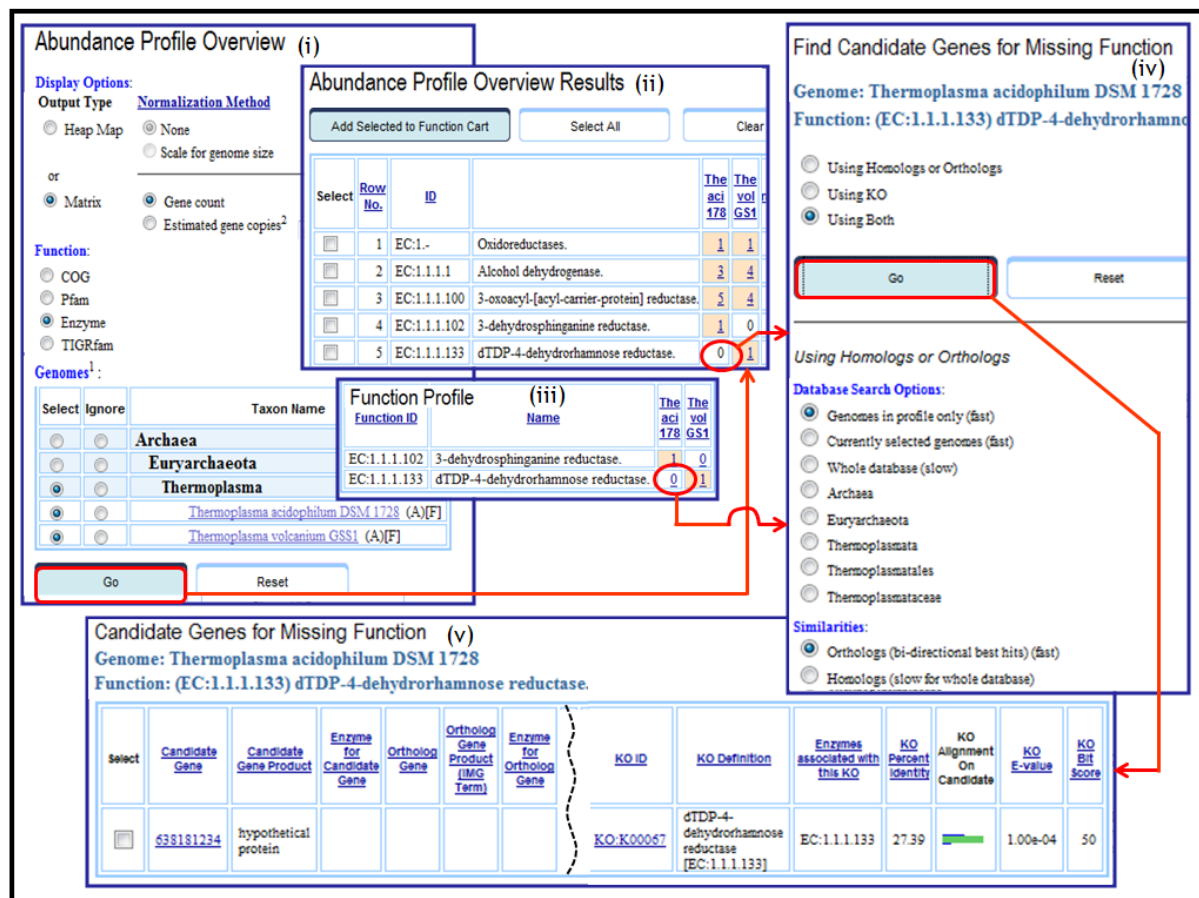 Abundance Profile Overview (i)
Display Options:
Output Type Normalization Method
Heap Map None
Scale for genome size
or
Matrix Gene count
Estimated gene copies2
Function:
COG
Pfam
Enzyme
TIGRfam
Genomes1 :
Select Ignore Taxon Name
Archaea
Euryarchaeota
Thermoplasma
Thermoplasma acidophilum DSM 1728 (A)[F]
Thermoplasma volcanium GSS1 (A)[F]
Go Reset
Abundance Profile Overview Results (ii)
Add Selected to Function Cart Select All Clear
Select Row No. ID The aci 178 The vol GS1
1 EC:1.- Oxidoreductases. 1 1
2 EC:1.1.1.1 Alcohol dehydrogenase. 3 4
3 EC:1.1.1.100 3-oxoacyl-[acyl-carrier-protein] reductase. 5 4
4 EC:1.1.1.102 3-dehydrosphinganine reductase. 1 0
5 EC:1.1.1.133 dTDP-4-dehydrorhamnose reductase. 0 1
Function Profile (iii)
Function ID Name The aci 178 The vol GS1
EC:1.1.1.102 3-dehydrosphinganine reductase. 1 0
EC:1.1.1.133 dTDP-4-dehydrorhamnose reductase. 0 1
Find Candidate Genes for Missing Function
(iv)
Genome: Thermoplasma acidophilum DSM 1728
Function: (EC:1.1.1.133) dTDP-4-dehydrorhamno
Using Homologs or Orthologs
Using KO
Using Both
Go Reset
Using Homologs or Orthologs
Database Search Options:
Genomes in profile only (fast)
Currently selected genomes (fast)
Whole database (slow)
Archaea
Euryarchaeota
Thermoplasmata
Thermoplasmatales
Thermoplasmataceae
Similarities:
Orthologs (bi-directional best hits) (fast)
Homologs (slow for whole database)
Candidate Genes for Missing Function (v)
Genome: Thermoplasma acidophilum DSM 1728
Function: (EC:1.1.1.133) dTDP-4-dehydrorhamnose reductase.
Select Candidate Gene Candidate Gene Product Enzyme for Candidate Gene Ortholog Gene Ortholog Gene Product (IMG Term) Enzyme for Ortholog Gene KO ID KO Definition Enzymes associated with this KO KO Percent Identity KO Alignment On Candidate KO E-value KO Bit Score
638181234 hypothetical protein KO:K00067 dTDP-4-dehydrorhamnose reductase [EC:1.1.1.133] EC:1.1.1.133 27.39 1.00e-04 50